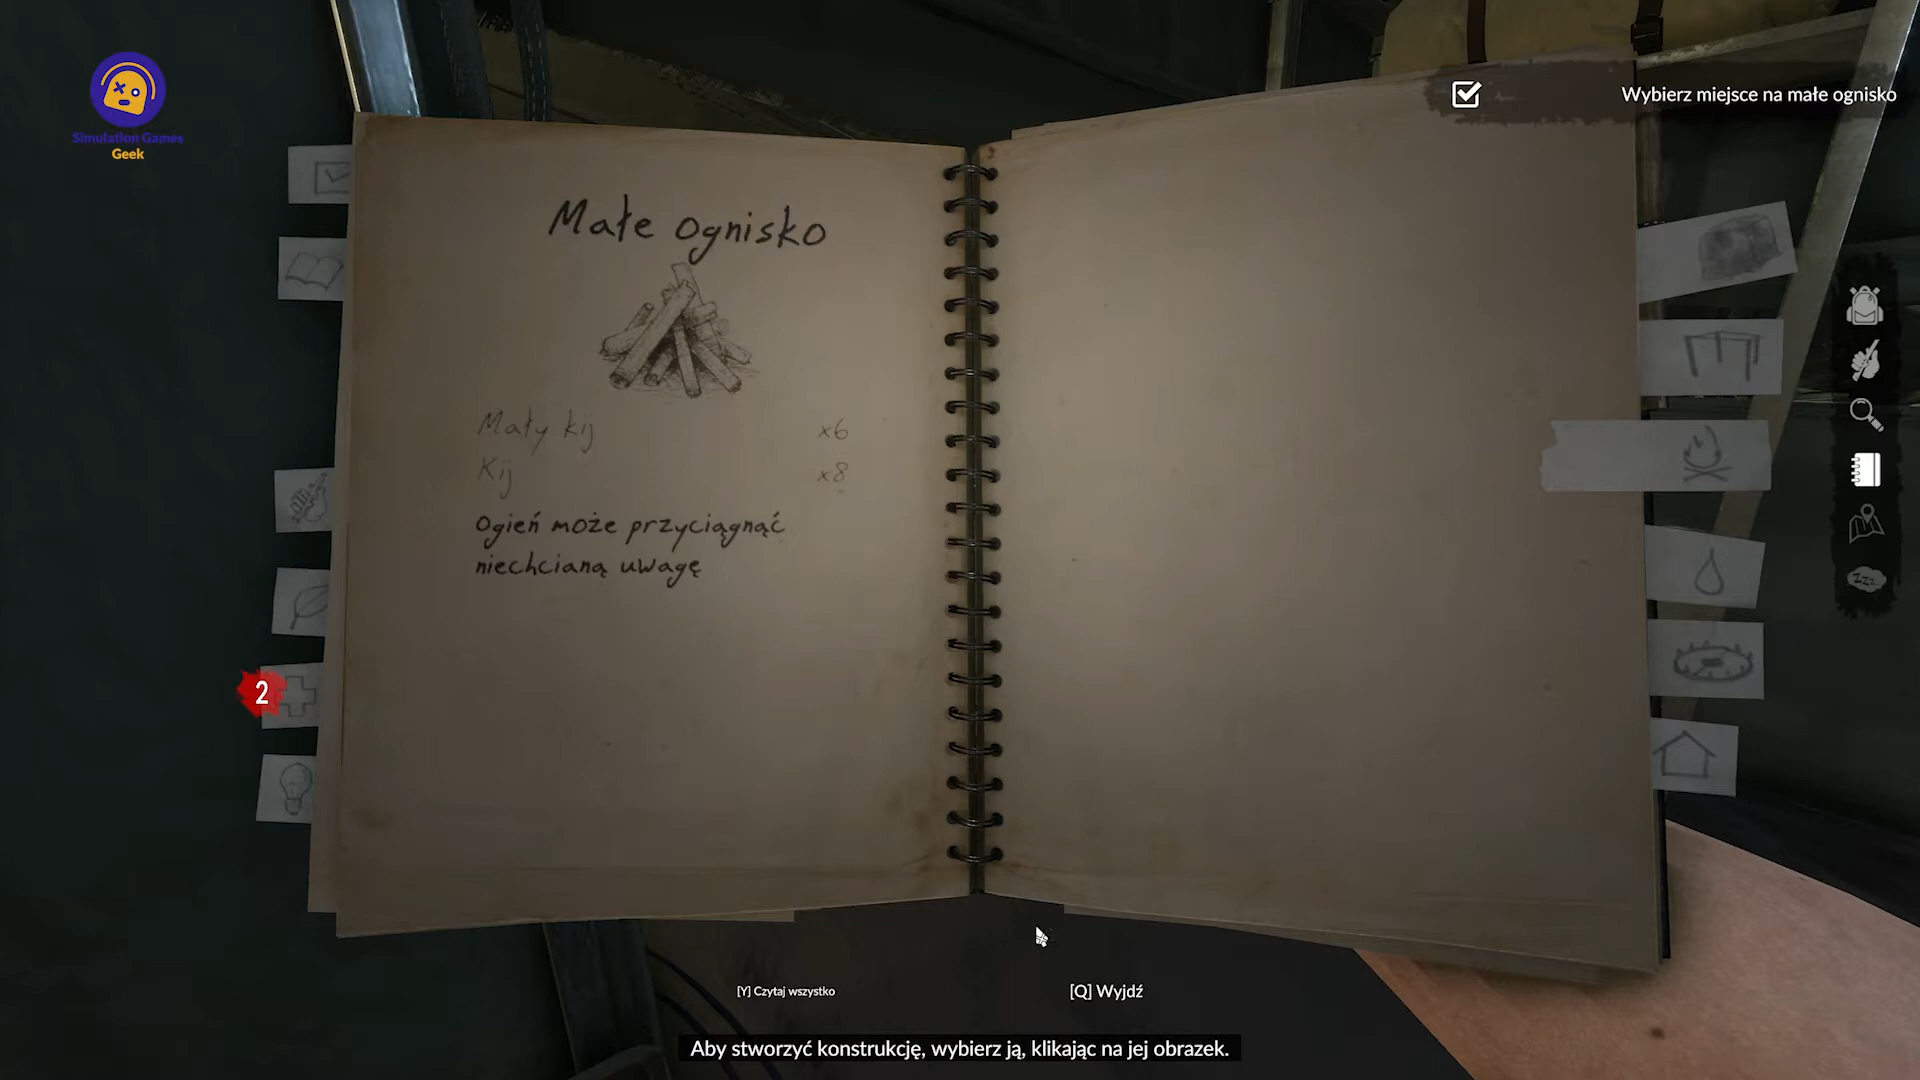 Simulation Games
Geek
Wybierz miejsce na małe ognisko
Małe ognisko
Mały kij x6
Kij x8
Ogień może przyciągnąć
niechcianą uwagę
2
zzz
[Y] Czytaj wszystko
[Q] Wyjdź
Aby stworzyć konstrukcję, wybierz ją, klikając na jej obrazek.